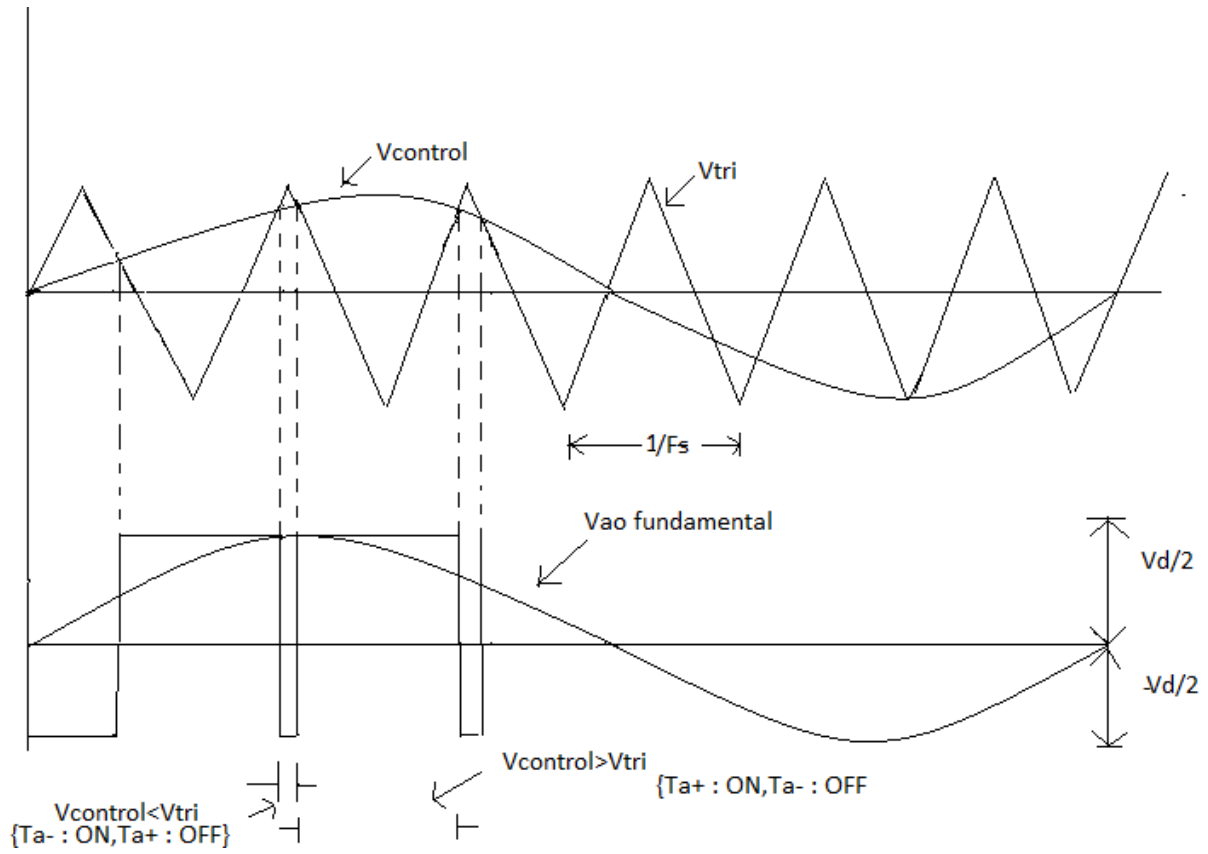 Vcontrol
Vtri
1/Fs
Vao fundamental
Vd/2
-Vd/2
Vcontrol>Vtri
{Ta+ : ON,Ta- : OFF
Vcontrol<Vtri
{Ta- : ON,Ta+ : OFF}